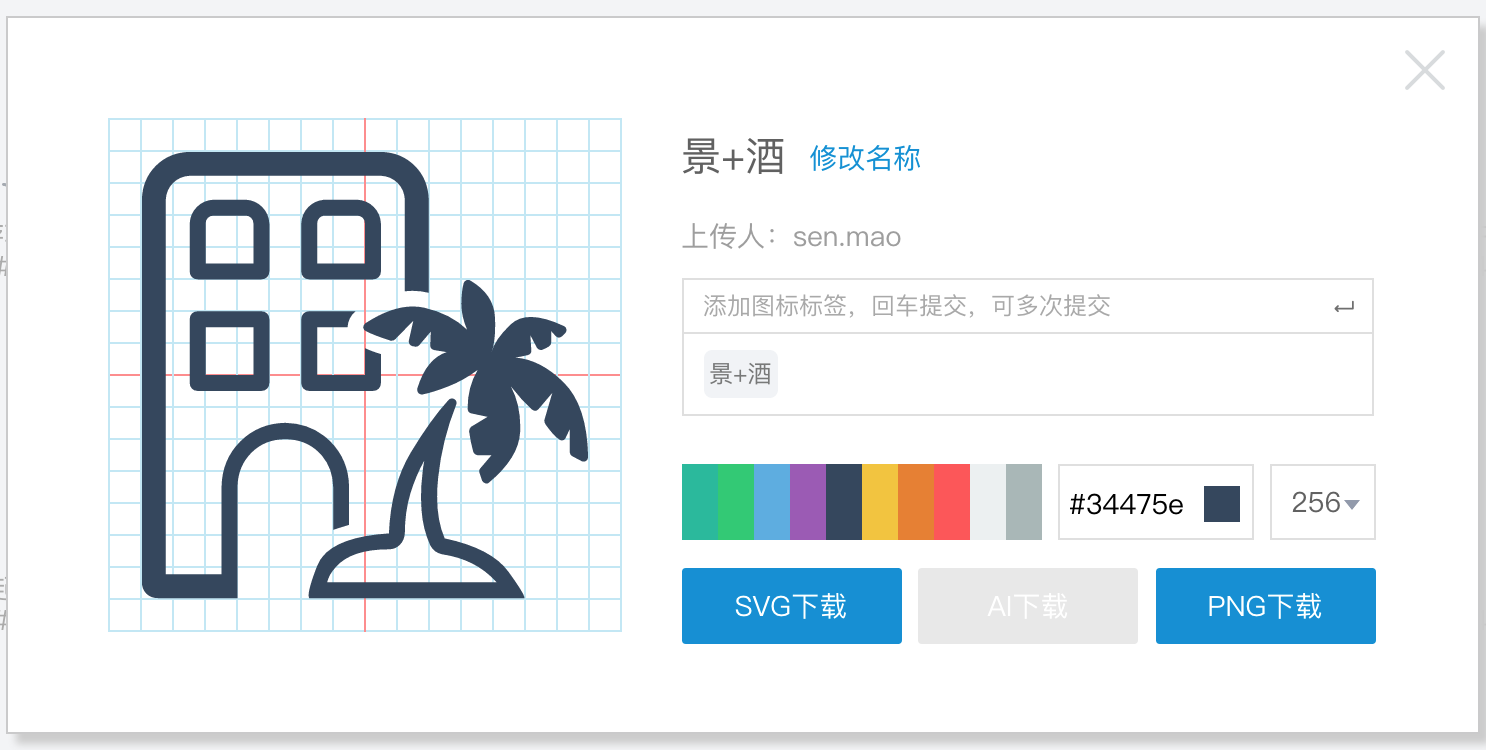 景+酒 修改名称
上传人：sen.mao
添加图标标签，回车提交，可多次提交
景+酒
#34475e 256
SVG下载 AI下载 PNG下载